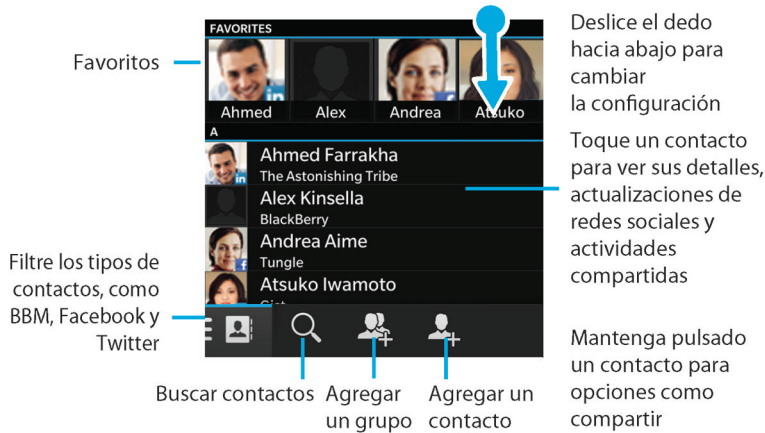 Favoritos
FAVORITES
Ahmed
Alex
Andrea
Atsuko
Deslice el dedo
hacia abajo para
cambiar
la configuración
A
Ahmed Farrakha
The Astonishing Tribe
Alex Kinsella
BlackBerry
Andrea Aime
Tungle
Atsuko Iwamoto
Gist
Toque un contacto
para ver sus detalles,
actualizaciones de
redes sociales y
actividades
compartidas
Filtre los tipos de
contactos, como
BBM, Facebook y
Twitter
Buscar contactos
Agregar
un grupo
Agregar un
contacto
Mantenga pulsado
un contacto para
opciones como
compartir
in
f
in
f